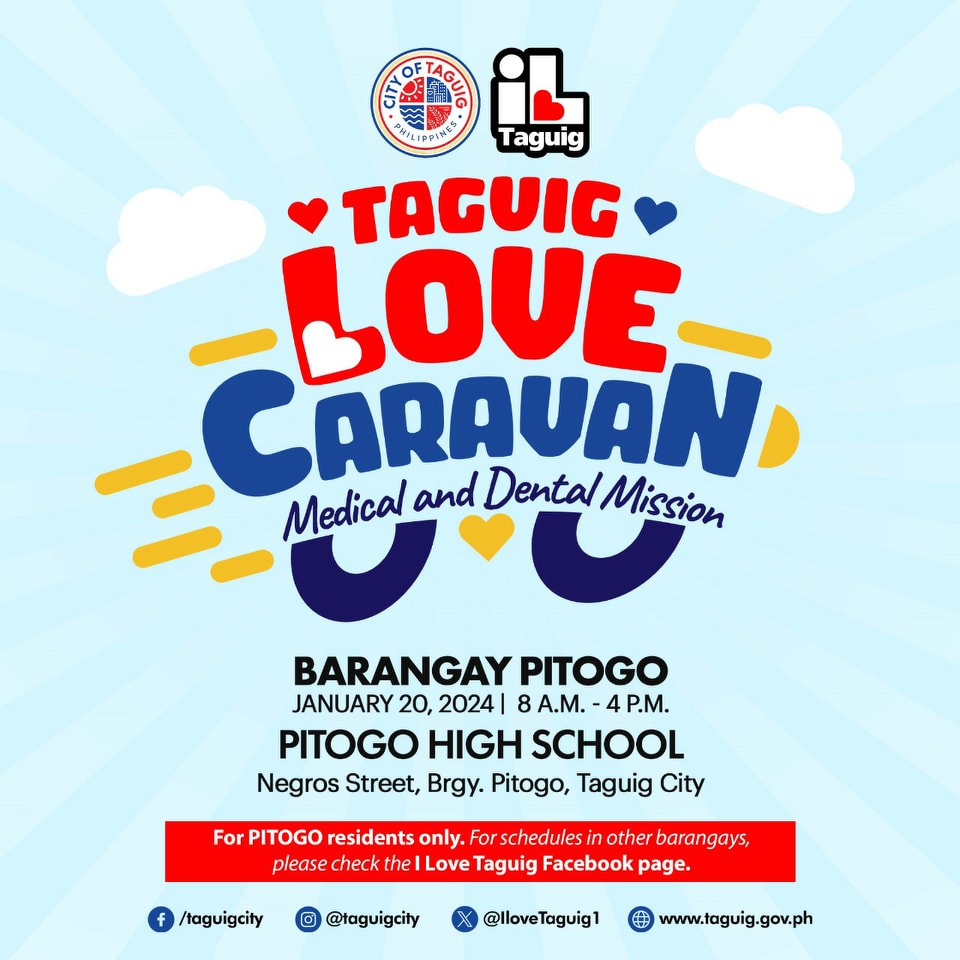 CITY OF TAGUIG
PHILIPPINES
iL
Taguig
TAGUIG
LOVE
CARAVAN
Medical and Dental Mission
BARANGAY PITOGO
JANUARY 20, 2024 | 8 A.M. - 4 P.M.
PITOGO HIGH SCHOOL
Negros Street, Brgy. Pitogo, Taguig City
For PITOGO residents only. For schedules in other barangays,
please check the I Love Taguig Facebook page.
/taguigcity @taguigcity @IloveTaguig1 www.taguig.gov.ph